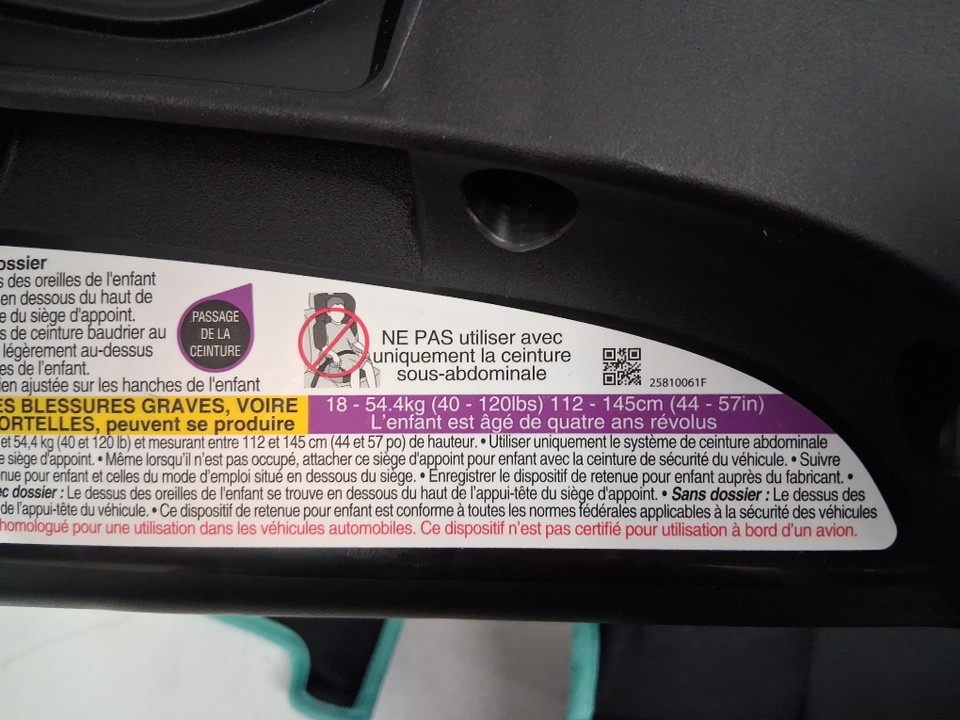 ossier
s des oreilles de l'enfant
en dessous du haut de
e du siège d'appoint.
s de ceinture baudrier au
légèrement au-dessus
es de l'enfant.
ien ajustée sur les hanches de l'enfant
PASSAGE
DE LA
CEINTURE
NE PAS utiliser avec
uniquement la ceinture
sous-abdominale
25810061F
ES BLESSURES GRAVES, VOIRE
ORTELLES, peuvent se produire
18 - 54.4kg (40 - 120lbs) 112 - 145cm (44 - 57in)
L'enfant est âgé de quatre ans révolus
et 54,4 kg (40 et 120 lb) et mesurant entre 112 et 145 cm (44 et 57 po) de hauteur. • Utiliser uniquement le système de ceinture abdominale
e siège d'appoint. • Même lorsqu'il n'est pas occupé, attacher ce siège d'appoint pour enfant avec la ceinture de sécurité du véhicule. • Suivre
nue pour enfant et celles du mode d'emploi situé en dessous du siège. • Enregistrer le dispositif de retenue pour enfant auprès du fabricant. •
ec dossier : Le dessous des oreilles de l'enfant se trouve en dessous du haut de l'appui-tête du siège d'appoint. • Sans dossier : Le dessus des
de l'appui-tête du véhicule. • Ce dispositif de retenue pour enfant est conforme à toutes les normes fédérales applicables à la sécurité des véhicules
homologué pour une utilisation dans les véhicules automobiles. Ce dispositif n'est pas certifié pour utilisation à bord d'un avion.